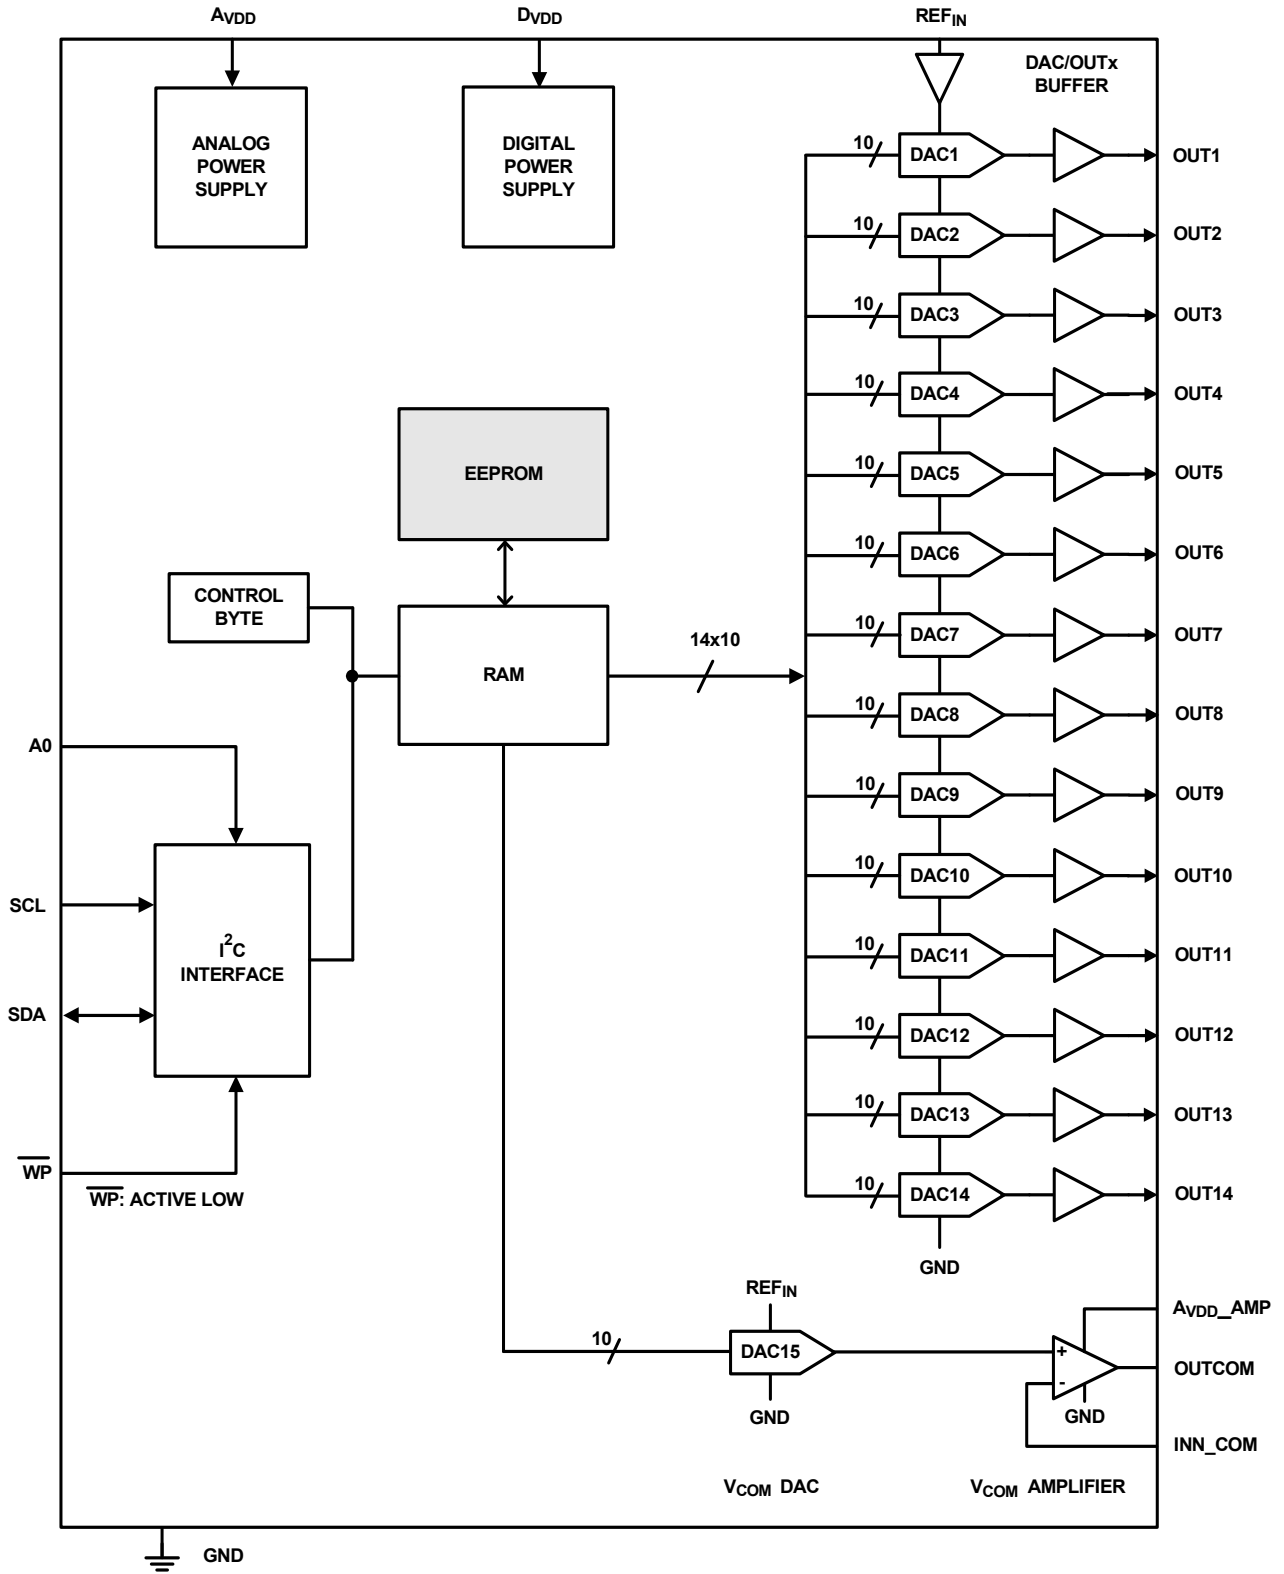 AVDD
DVDD
REFIN
DAC/OUTx
BUFFER
ANALOG
POWER
SUPPLY
DIGITAL
POWER
SUPPLY
10
DAC1
OUT1
10
DAC2
OUT2
10
DAC3
OUT3
10
DAC4
OUT4
EEPROM
10
DAC5
OUT5
10
DAC6
OUT6
CONTROL
BYTE
10
DAC7
OUT7
14x10
RAM
10
DAC8
OUT8
A0
10
DAC9
OUT9
10
DAC10
OUT10
SCL
I2C
INTERFACE
10
DAC11
OUT11
SDA
10
DAC12
OUT12
10
DAC13
OUT13
WP
WP: ACTIVE LOW
10
DAC14
OUT14
GND
REFIN
AVDD_AMP
10
DAC15
+
-
OUTCOM
GND
GND
INN_COM
VCOM DAC
VCOM AMPLIFIER
GND